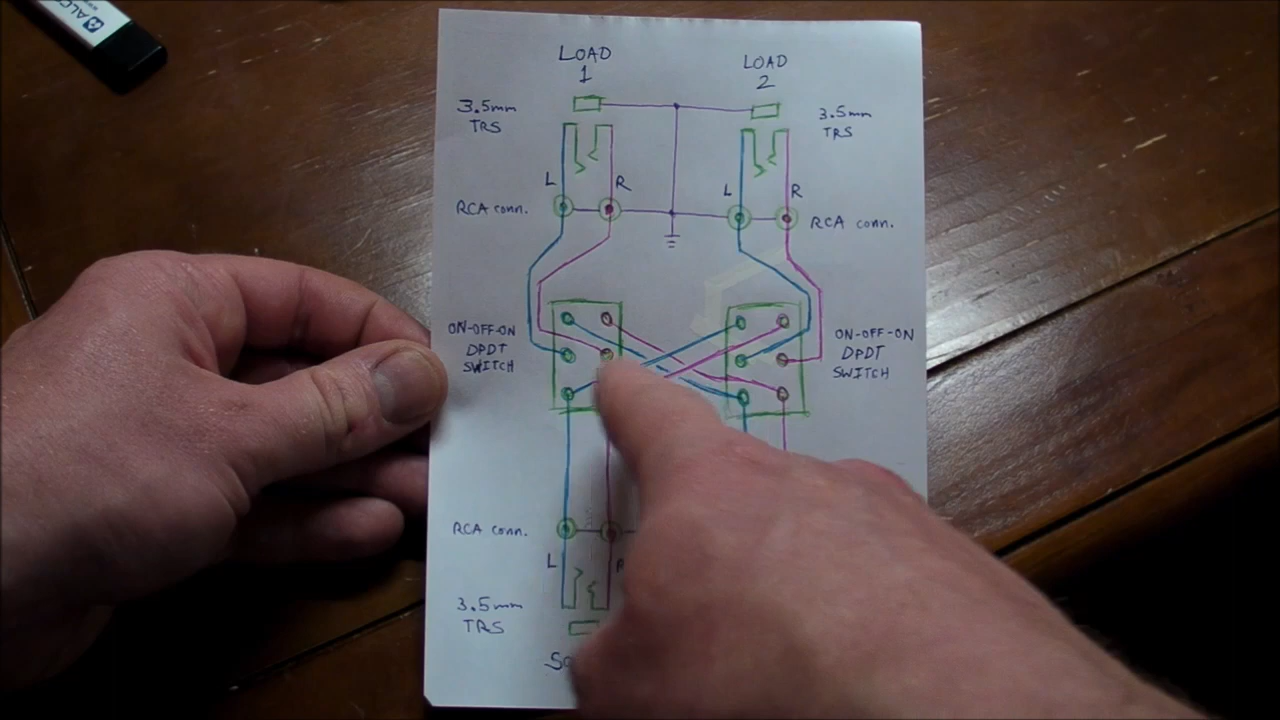 LOAD
1
LOAD
2
3.5mm
TRS
3.5mm
TRS
L
R
L
R
RCA conn.
RCA conn.
ON-OFF-ON
DPDT
SWITCH
ON-OFF-ON
DPDT
SWITCH
RCA conn.
L
3.5mm
TRS